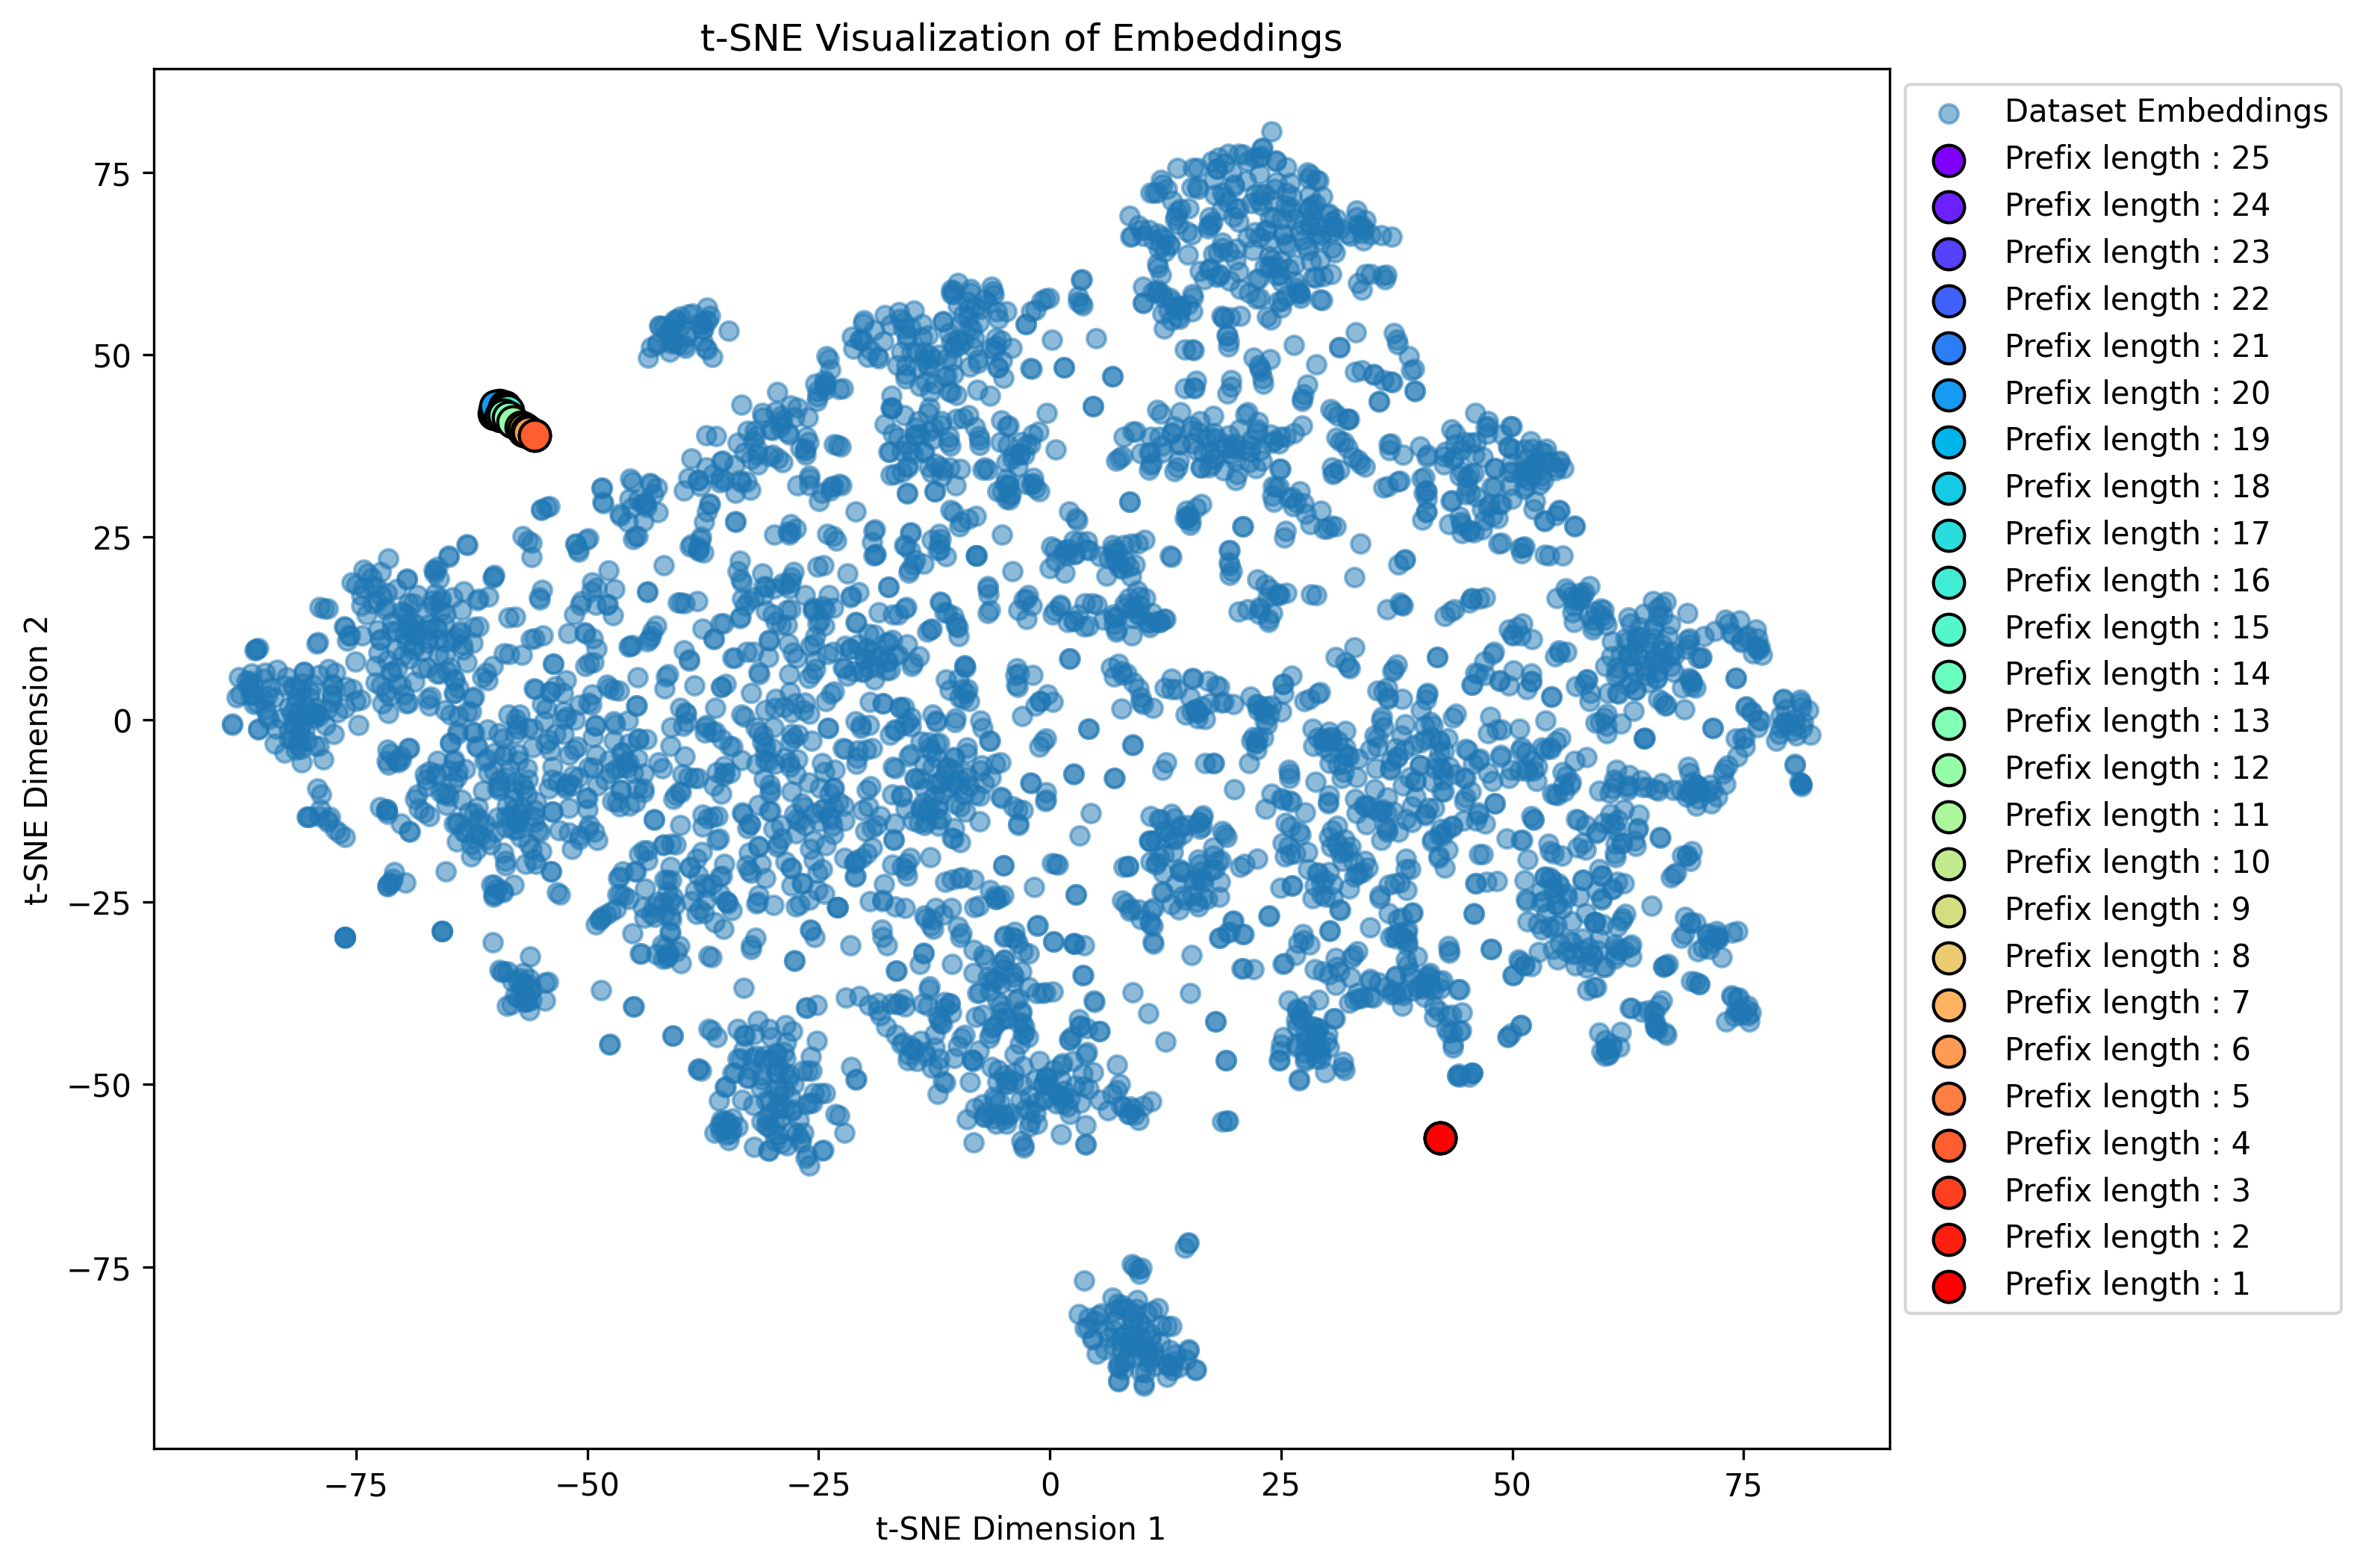 t-SNE Visualization of Embeddings
75
50
25
0
−25
−50
−75
t-SNE Dimension 2
−75 −50 −25 0 25 50 75
t-SNE Dimension 1
Dataset Embeddings
Prefix length : 25
Prefix length : 24
Prefix length : 23
Prefix length : 22
Prefix length : 21
Prefix length : 20
Prefix length : 19
Prefix length : 18
Prefix length : 17
Prefix length : 16
Prefix length : 15
Prefix length : 14
Prefix length : 13
Prefix length : 12
Prefix length : 11
Prefix length : 10
Prefix length : 9
Prefix length : 8
Prefix length : 7
Prefix length : 6
Prefix length : 5
Prefix length : 4
Prefix length : 3
Prefix length : 2
Prefix length : 1